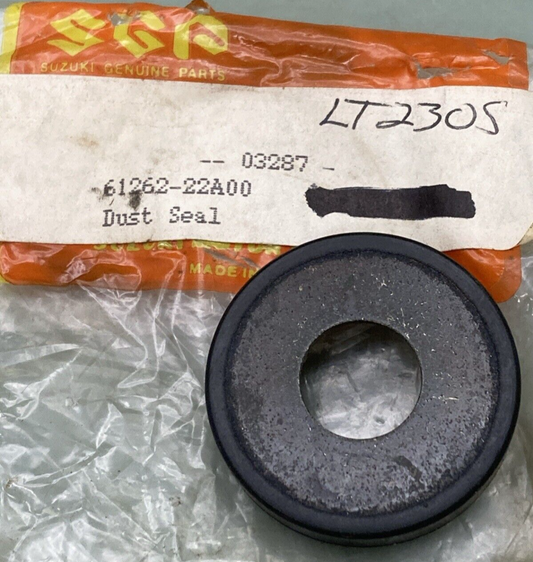 SGP
SUZUKI GENUINE PARTS
LT230S
-- 03287 -
61262-22A00
Dust Seal
MADE IN